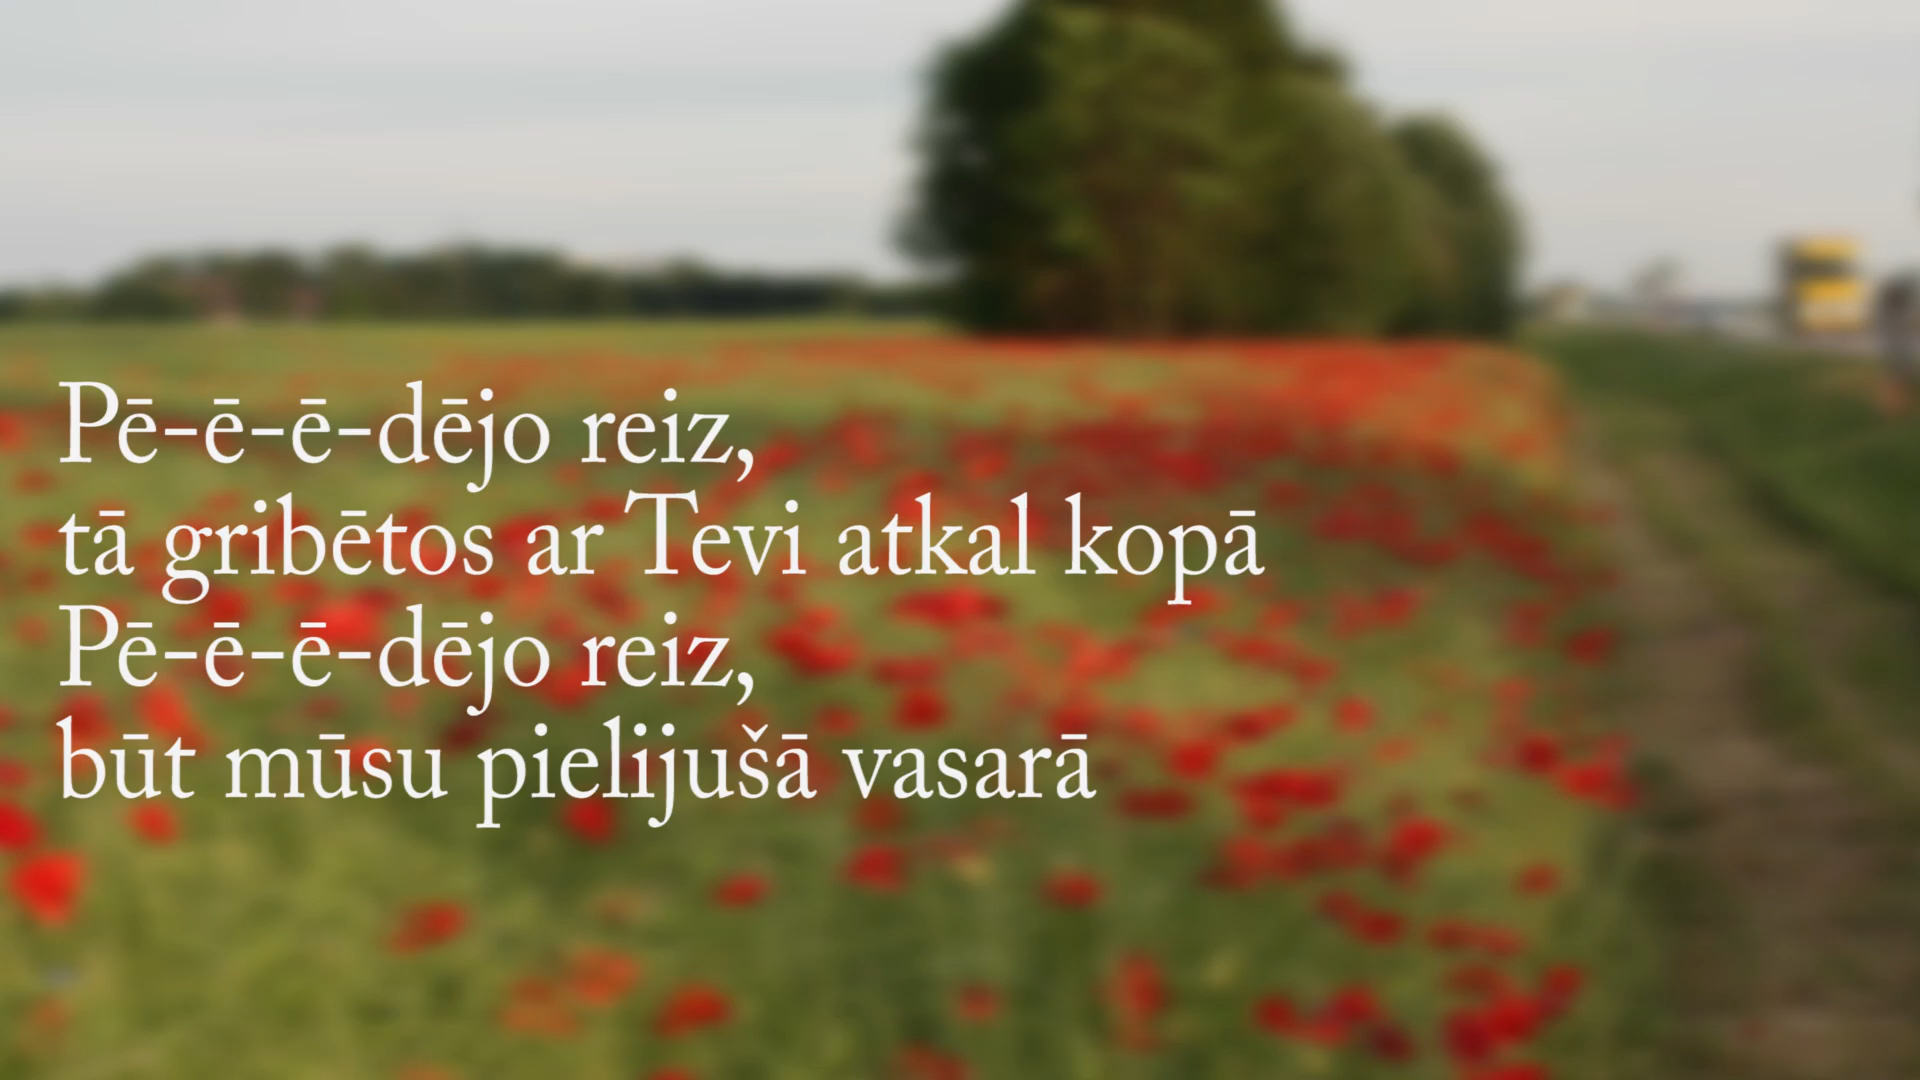 Pē-ē-ē-dējo reiz,
tā gribētos ar Tevi atkal kopā
Pē-ē-ē-dējo reiz,
būt mūsu pielijušā vasarā